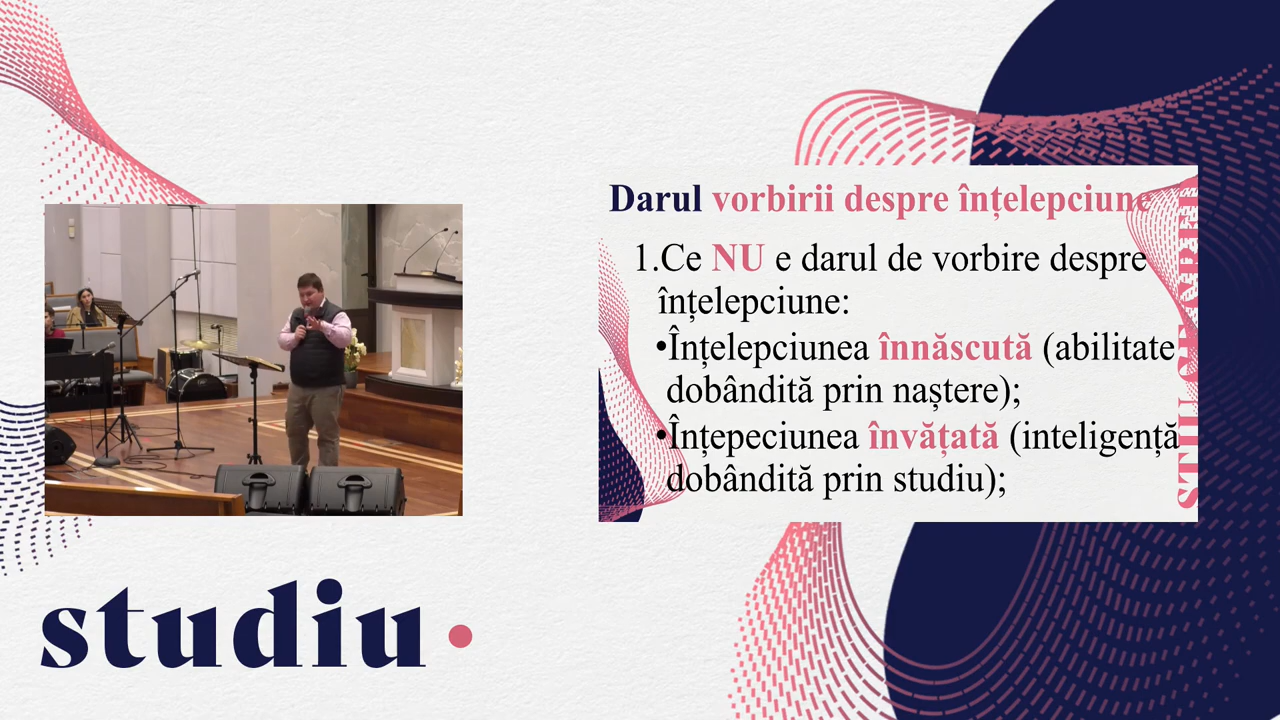 Darul vorbirii despre înțelepciune
1.Ce NU e darul de vorbire despre
înțelepciune:
•Înțelepciunea înnăscută (abilitate
dobândită prin naștere);
•Înțepeciunea învățată (inteligență
dobândită prin studiu);
studiu